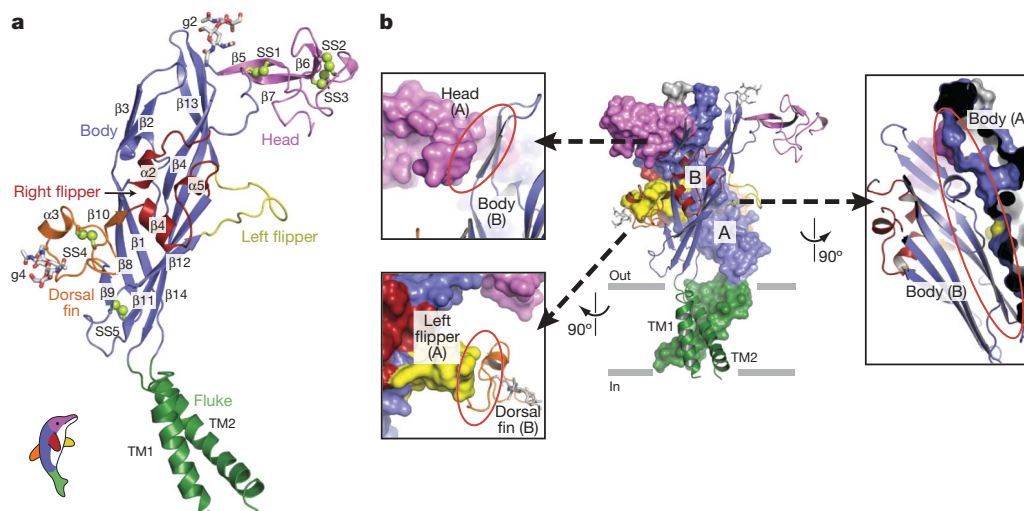 a
g2
SS1
SS2
β5
β6
SS3
β7
β3
β13
Body
β2
Head
β4
α2
Right flipper
α5
α3
β10
β4
Left flipper
SS4
β1
g4
β8
β12
Dorsal
fin
β9
β11
β14
SS5
Fluke
TM2
TM1
b
Head
(A)
Body
(B)
B
A
Out
90º
90º
TM1
TM2
In
Left
flipper
(A)
Dorsal
fin (B)
Body (A
Body (B)